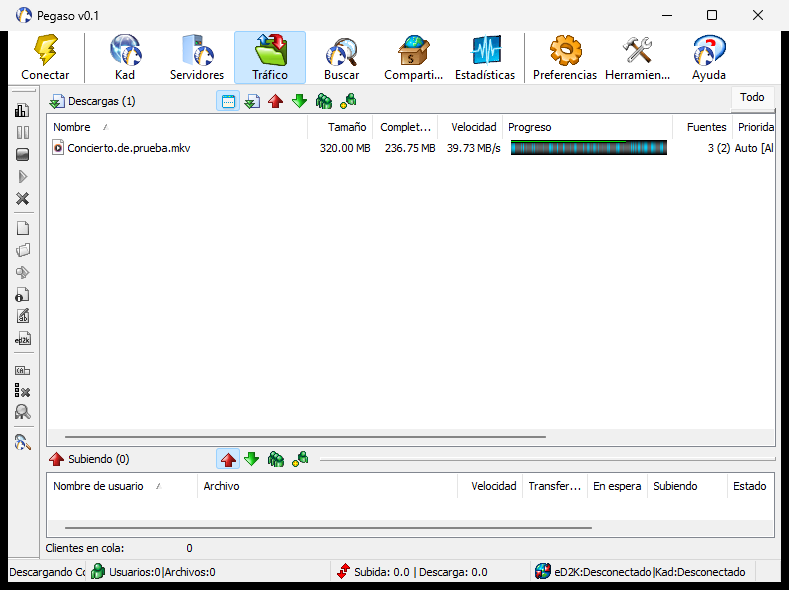 Pegaso v0.1
Conectar Kad Servidores Tráfico Buscar Comparti... Estadísticas Preferencias Herramien... Ayuda
Descargas (1) Todo
Nombre Tamaño Complet... Velocidad Progreso Fuentes Priorida
Concierto.de.prueba.mkv 320.00 MB 236.75 MB 39.73 MB/s 3 (2) Auto [Al
Subiendo (0)
Nombre de usuario Archivo Velocidad Transfer... En espera Subiendo Estado
Clientes en cola: 0
Descargando Co Usuarios:0|Archivos:0 Subida: 0.0 | Descarga: 0.0 eD2K:Desconectado|Kad:Desconectado